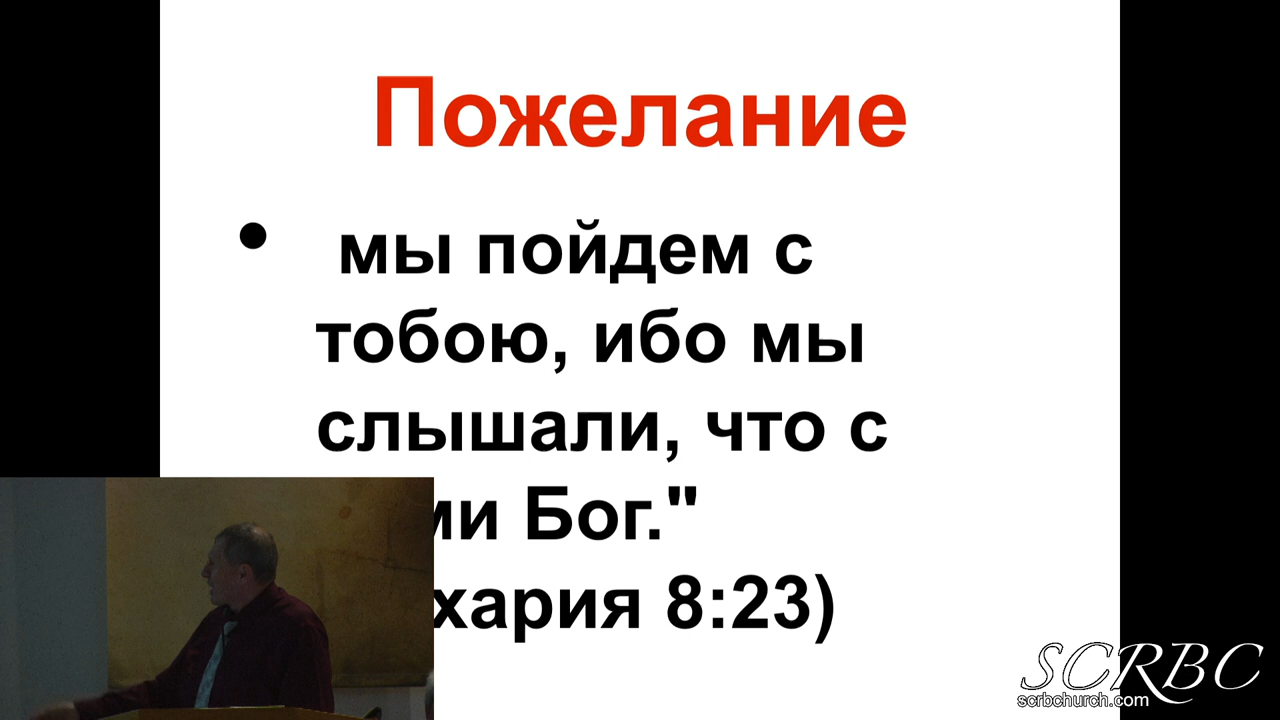 Пожелание
• мы пойдем с
тобою, ибо мы
слышали, что с
ми Бог."
хария 8:23)
SCRBC
scrbchurch.com